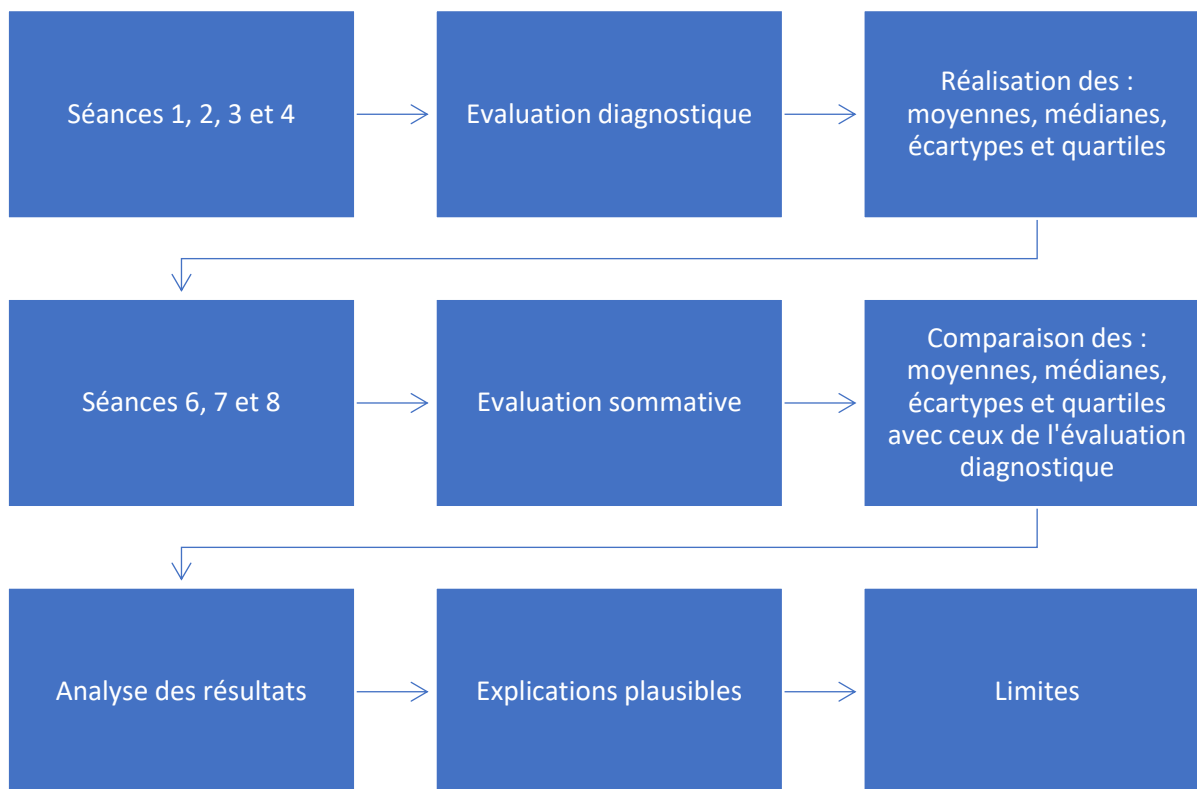 Séances 1, 2, 3 et 4
Evaluation diagnostique
Réalisation des :
moyennes, médianes,
écartypes et quartiles
Séances 6, 7 et 8
Evaluation sommative
Comparaison des :
moyennes, médianes,
écartypes et quartiles
avec ceux de l'évaluation
diagnostique
Analyse des résultats
Explications plausibles
Limites